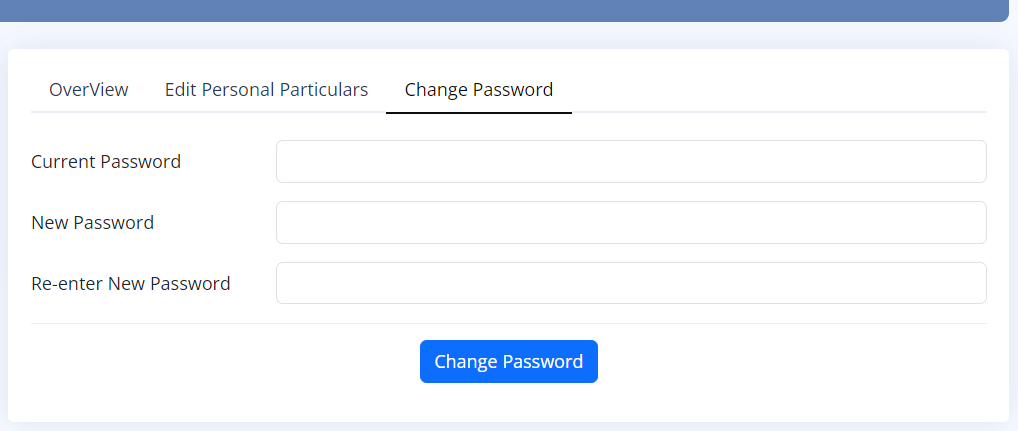 OverView Edit Personal Particulars Change Password
Current Password
New Password
Re-enter New Password
Change Password